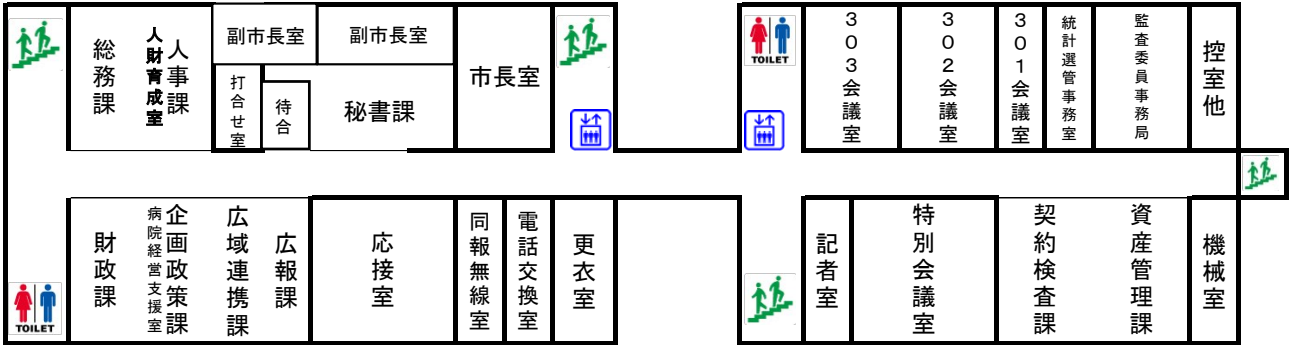 総務課
人財育成室
人事課
副市長室
副市長室
打合せ室
待合
秘書課
市長室
TOILET
303会議室
302会議室
301会議室
統計選管事務室
監査委員事務局
控室他
財政課
病院経営支援室
企画政策課
広域連携課
広報課
応接室
同報無線室
電話交換室
更衣室
記者室
特別会議室
契約検査課
資産管理課
機械室
TOILET